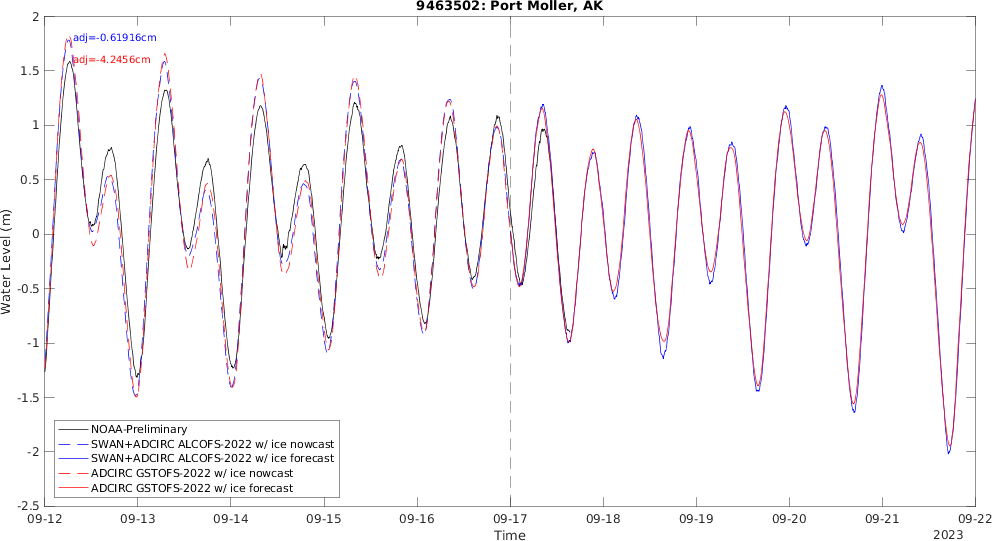 9463502: Port Moller, AK
adj=-0.61916cm
adj=-4.2456cm
2
1.5
1
0.5
0
-0.5
-1
-1.5
-2
-2.5
Water Level (m)
NOAA-Preliminary
SWAN+ADCIRC ALCOFS-2022 w/ ice nowcast
SWAN+ADCIRC ALCOFS-2022 w/ ice forecast
ADCIRC GSTOFS-2022 w/ ice nowcast
ADCIRC GSTOFS-2022 w/ ice forecast
09-12 09-13 09-14 09-15 09-16 09-17 09-18 09-19 09-20 09-21 09-22
Time
2023